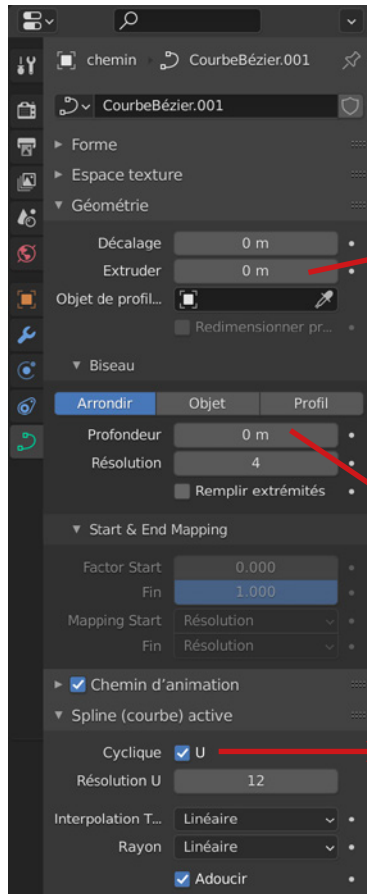 chemin CourbeBézier.001
CourbeBézier.001
Forme
Espace texture
Géométrie
Décalage 0 m
Extruder 0 m
Objet de profil...
Redimensionner pr...
Biseau
Arrondir Objet Profil
Profondeur 0 m
Résolution 4
Remplir extrémités
Start & End Mapping
Factor Start 0.000
Fin 1.000
Mapping Start Résolution
Fin Résolution
Chemin d'animation
Spline (courbe) active
Cyclique U
Résolution U 12
Interpolation T... Linéaire
Rayon Linéaire
Adoucir